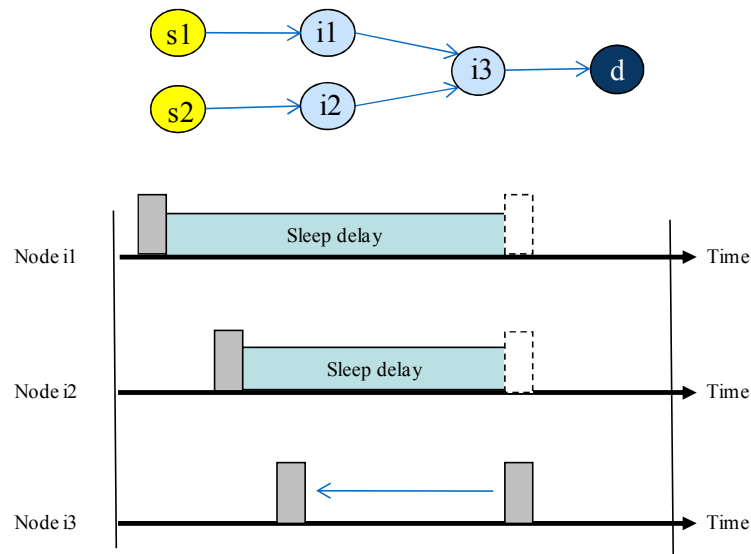 s1
i1
i3
d
s2
i2
Sleep delay
Node i1
Time
Sleep delay
Node i2
Time
Node i3
Time